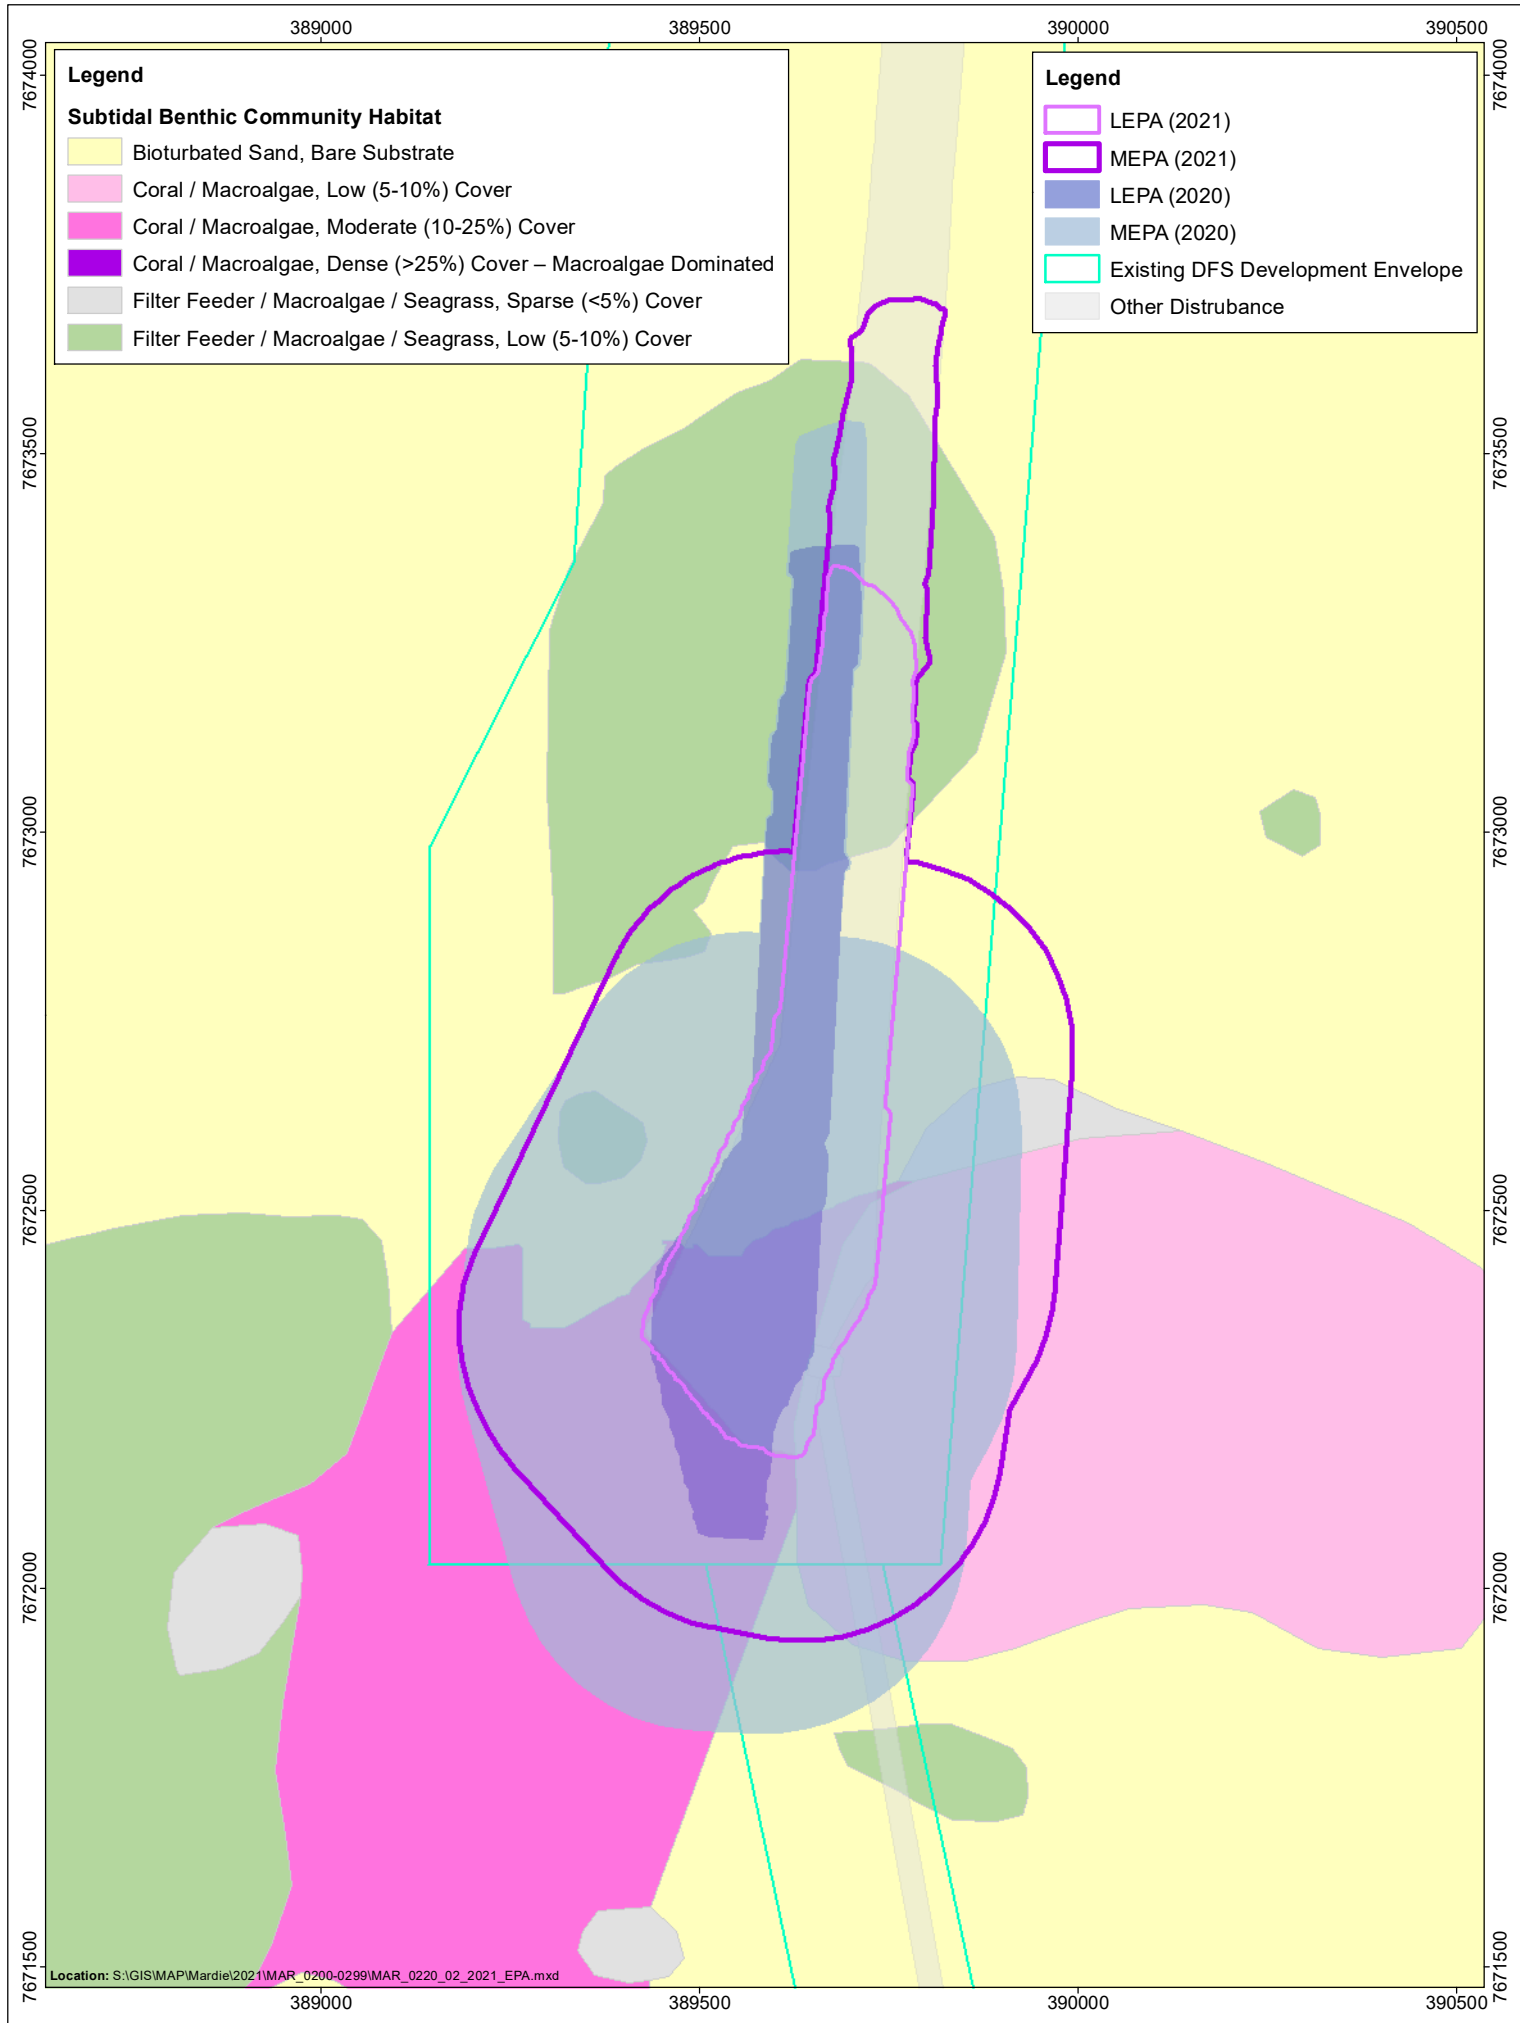 389000 389500 390000 390500
7674000 7674000
Legend
Subtidal Benthic Community Habitat
Bioturbated Sand, Bare Substrate
Coral / Macroalgae, Low (5-10%) Cover
Coral / Macroalgae, Moderate (10-25%) Cover
Coral / Macroalgae, Dense (>25%) Cover – Macroalgae Dominated
Filter Feeder / Macroalgae / Seagrass, Sparse (<5%) Cover
Filter Feeder / Macroalgae / Seagrass, Low (5-10%) Cover
Legend
LEPA (2021)
MEPA (2021)
LEPA (2020)
MEPA (2020)
Existing DFS Development Envelope
Other Distrubance
7673500 7673500
7673000 7673000
7672500 7672500
7672000 7672000
7671500 7671500
Location: S:\GIS\MAP\Mardie\2021\MAR_0200-0299\MAR_0220_02_2021_EPA.mxd
389000 389500 390000 390500